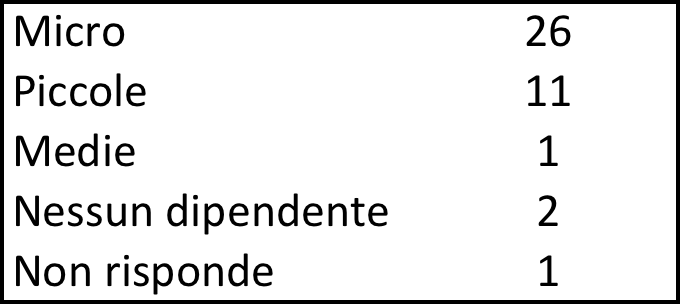 Micro 26
Piccole 11
Medie 1
Nessun dipendente 2
Non risponde 1